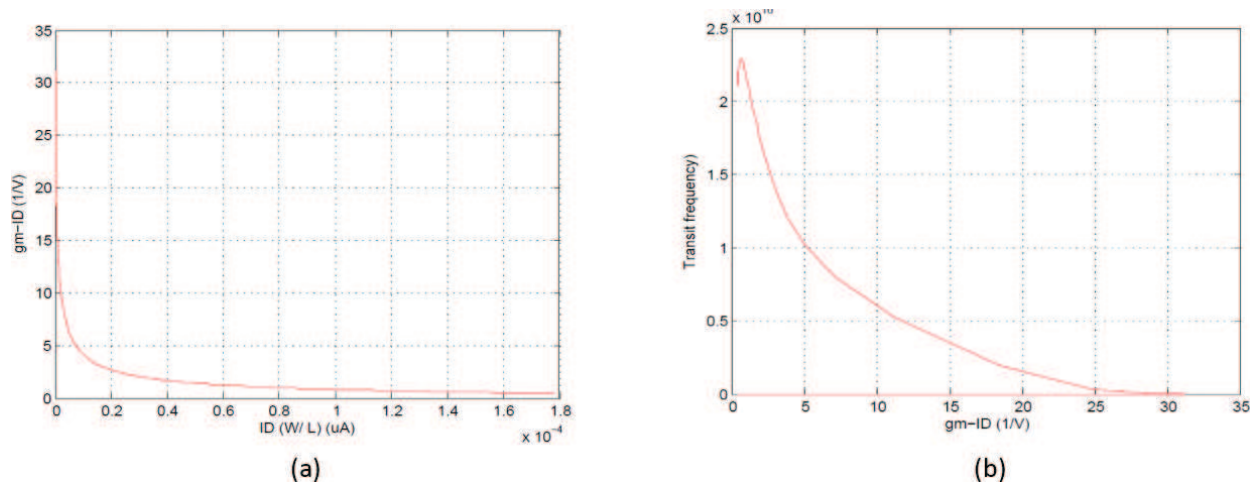 35
30
25
20
15
10
5
0
gm-ID (1/V)
0 0.2 0.4 0.6 0.8 1 1.2 1.4 1.6 1.8
ID (W/ L) (uA)
x 10⁻⁴
(a)
x 10¹⁰
2.5
2
1.5
1
0.5
0
Transit frequency)
0 5 10 15 20 25 30 35
gm-ID (1/V)
(b)